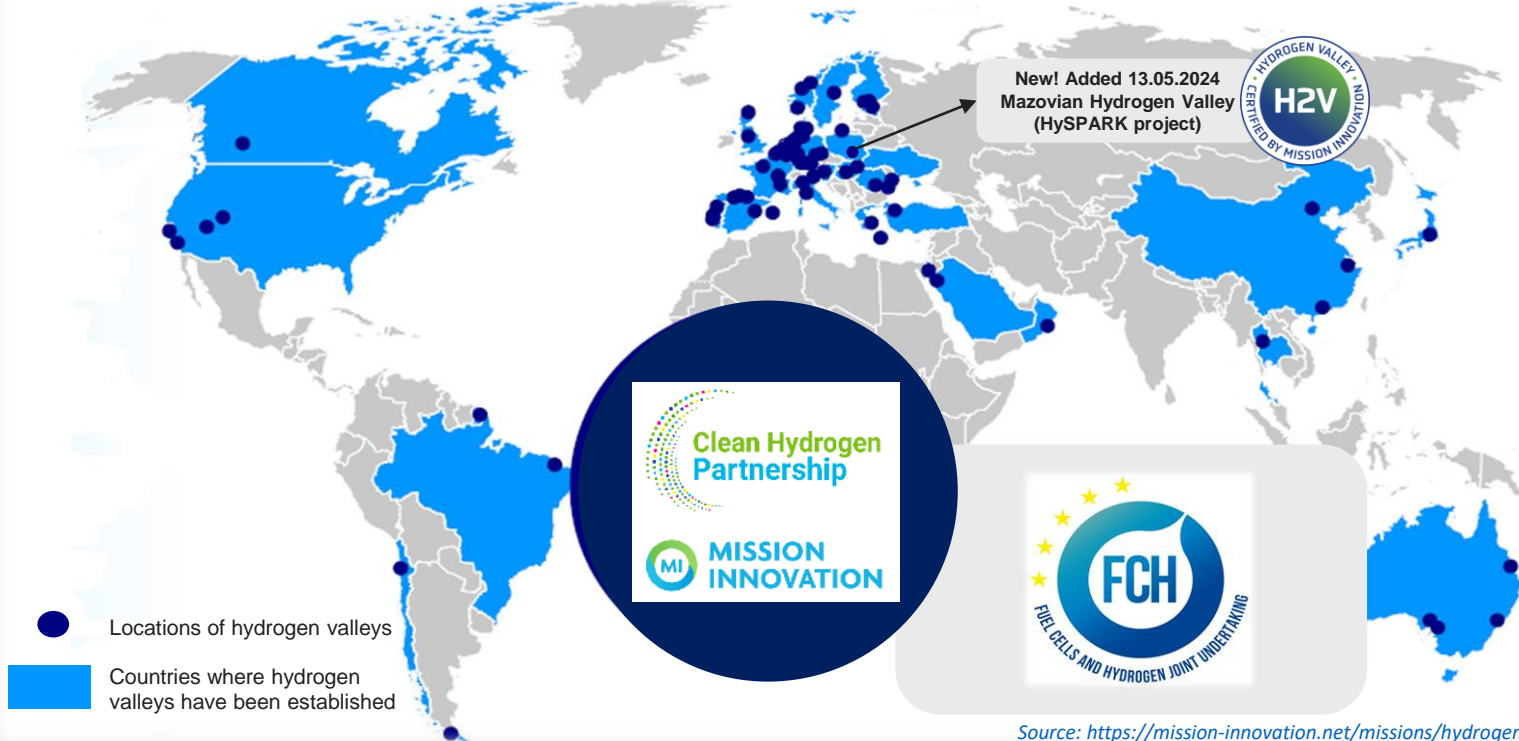 New! Added 13.05.2024
Mazovian Hydrogen Valley
(HySPARK project)
HYDROGEN VALLEY
H2V
CERTIFIED BY MISSION INNOVATION
Clean Hydrogen
Partnership
MI
MISSION
INNOVATION
FCH
FUEL CELLS AND HYDROGEN JOINT UNDERTAKING
Locations of hydrogen valleys
Countries where hydrogen
valleys have been established
Source: https://mission-innovation.net/missions/hydrogen